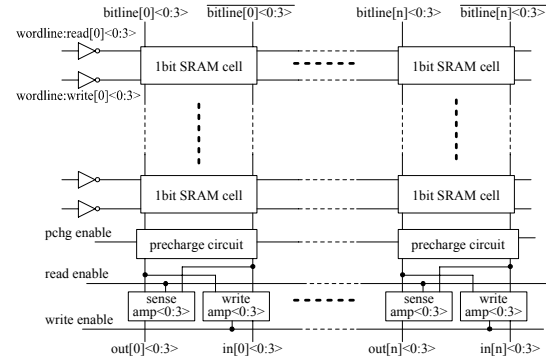 bitline[0]<0:3> bitline[0]<0:3> bitline[n]<0:3> bitline[n]<0:3>
wordline:read[0]<0:3>
1bit SRAM cell 1bit SRAM cell
wordline:write[0]<0:3>
1bit SRAM cell 1bit SRAM cell
pchg enable
precharge circuit precharge circuit
read enable
sense write sense write
amp<0:3> amp<0:3> amp<0:3> amp<0:3>
write enable
out[0]<0:3> in[0]<0:3> out[n]<0:3> in[n]<0:3>